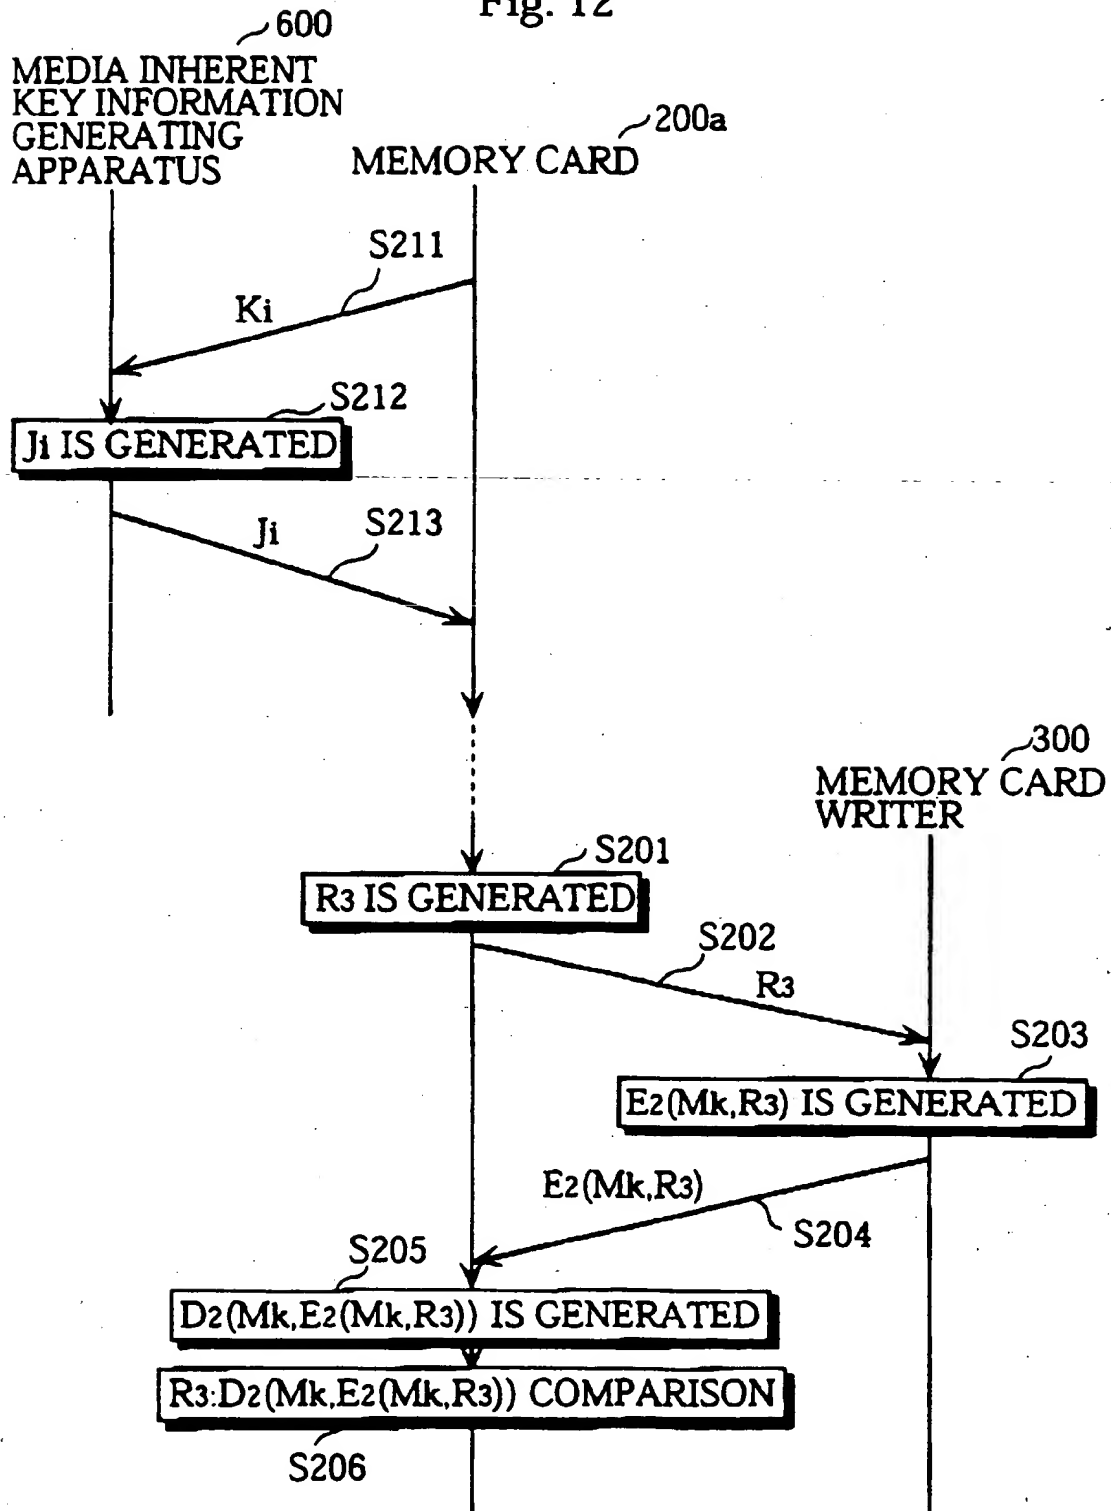 Fig. 12
600
MEDIA INHERENT
KEY INFORMATION
GENERATING
APPARATUS
200a
MEMORY CARD
S211
Ki
S212
Ji IS GENERATED
Ji
S213
300
MEMORY CARD
WRITER
S201
R3 IS GENERATED
S202
R3
S203
E2(Mk,R3) IS GENERATED
E2(Mk,R3)
S204
S205
D2(Mk,E2(Mk,R3)) IS GENERATED
R3:D2(Mk,E2(Mk,R3)) COMPARISON
S206